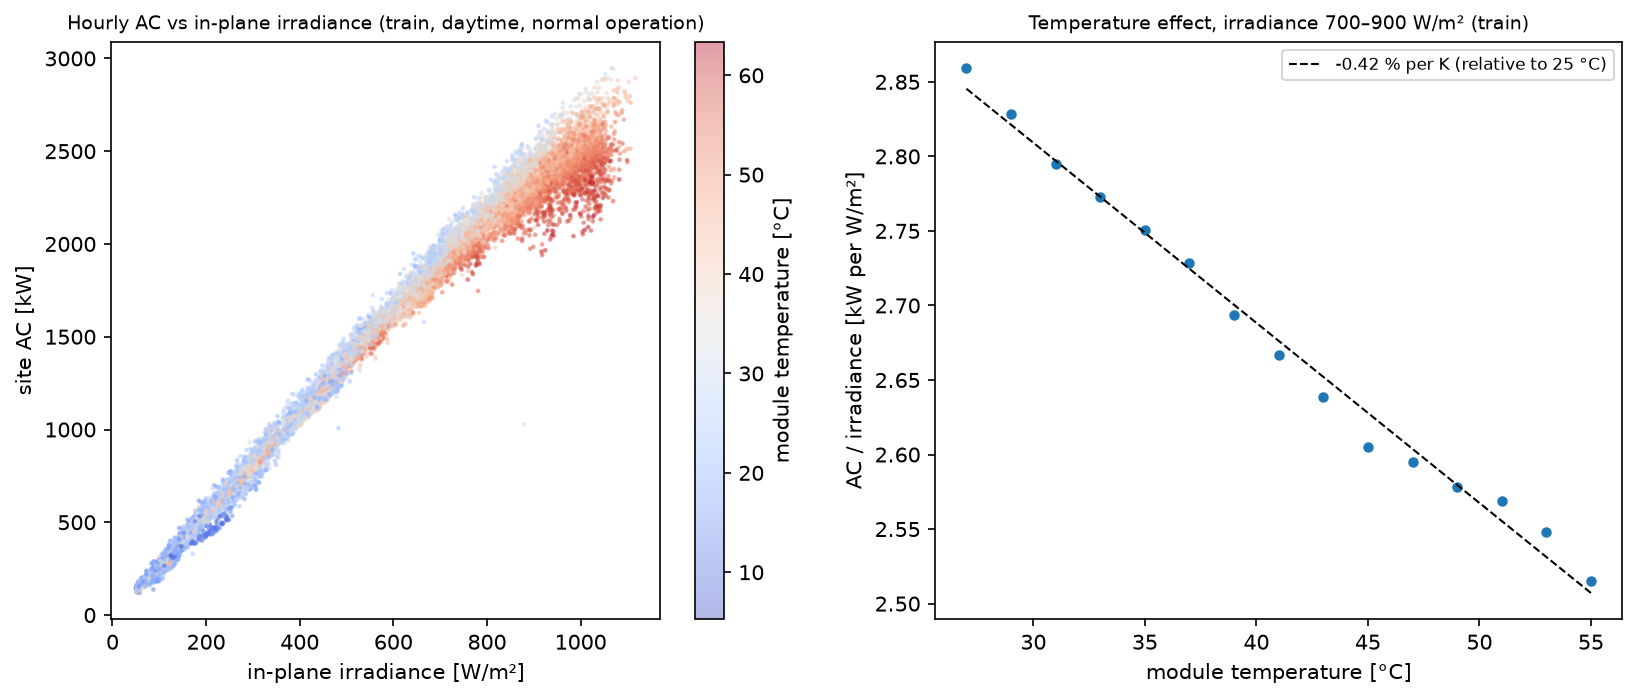 Hourly AC vs in-plane irradiance (train, daytime, normal operation)
3000
2500
2000
1500
1000
500
0
site AC [kW]
0 200 400 600 800 1000
in-plane irradiance [W/m²]
60
50
40
30
20
10
module temperature [°C]
Temperature effect, irradiance 700–900 W/m² (train)
-0.42 % per K (relative to 25 °C)
2.85
2.80
2.75
2.70
2.65
2.60
2.55
2.50
AC / irradiance [kW per W/m²]
30 35 40 45 50 55
module temperature [°C]